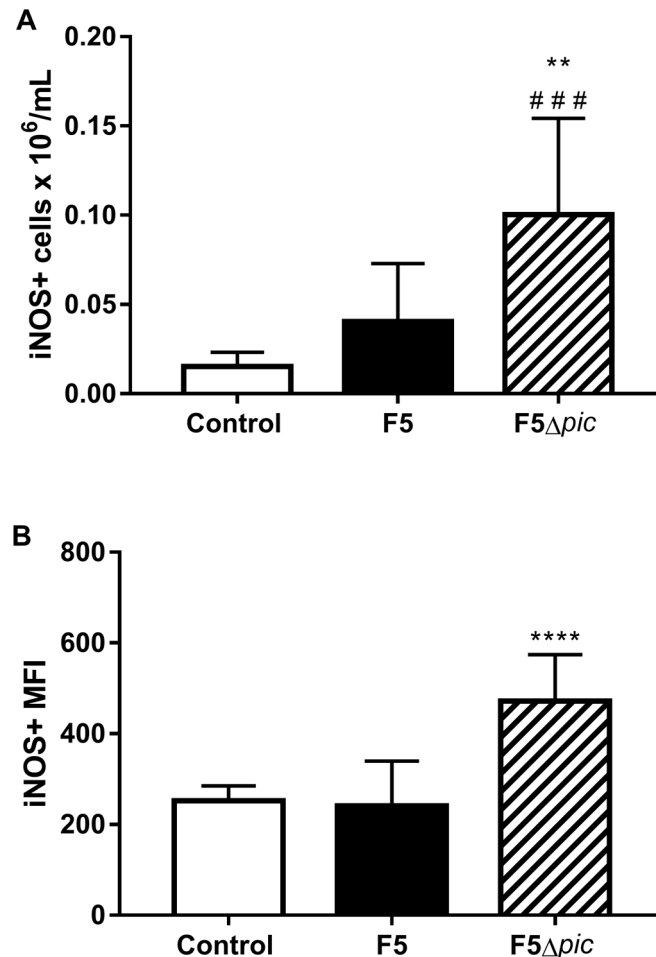 A
iNOS+ cells x 10⁶/mL
0.20
0.15
0.10
0.05
0.00
**
# # #
Control F5 F5Δpic
B
iNOS+ MFI
800
600
400
200
0
****
Control F5 F5Δpic